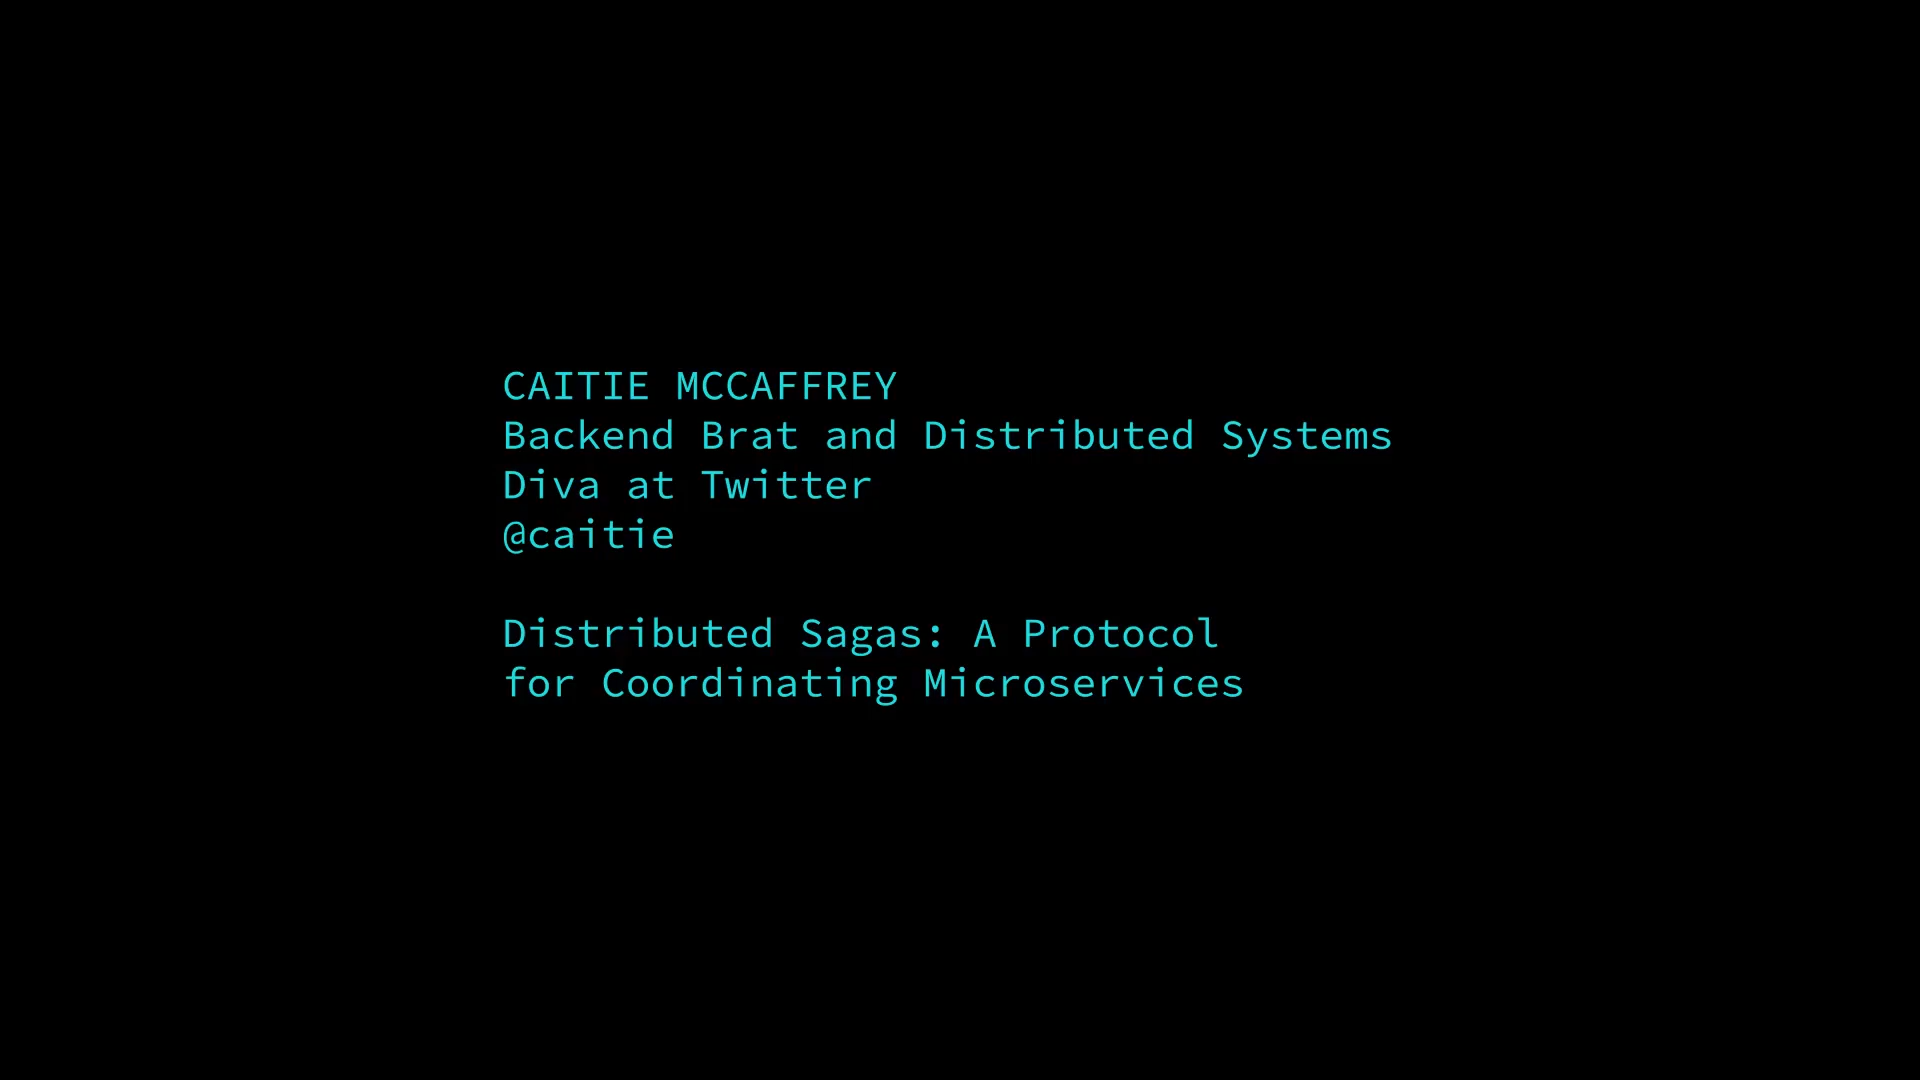 CAITIE MCCAFFREY
Backend Brat and Distributed Systems
Diva at Twitter
@caitie
Distributed Sagas: A Protocol
for Coordinating Microservices